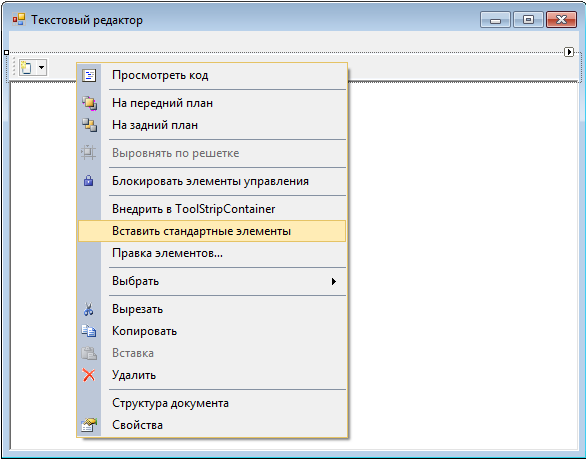 Текстовый редактор
Просмотреть код
На передний план
На задний план
Выровнять по решетке
Блокировать элементы управления
Внедрить в ToolStripContainer
Вставить стандартные элементы
Правка элементов...
Выбрать
Вырезать
Копировать
Вставка
Удалить
Структура документа
Свойства